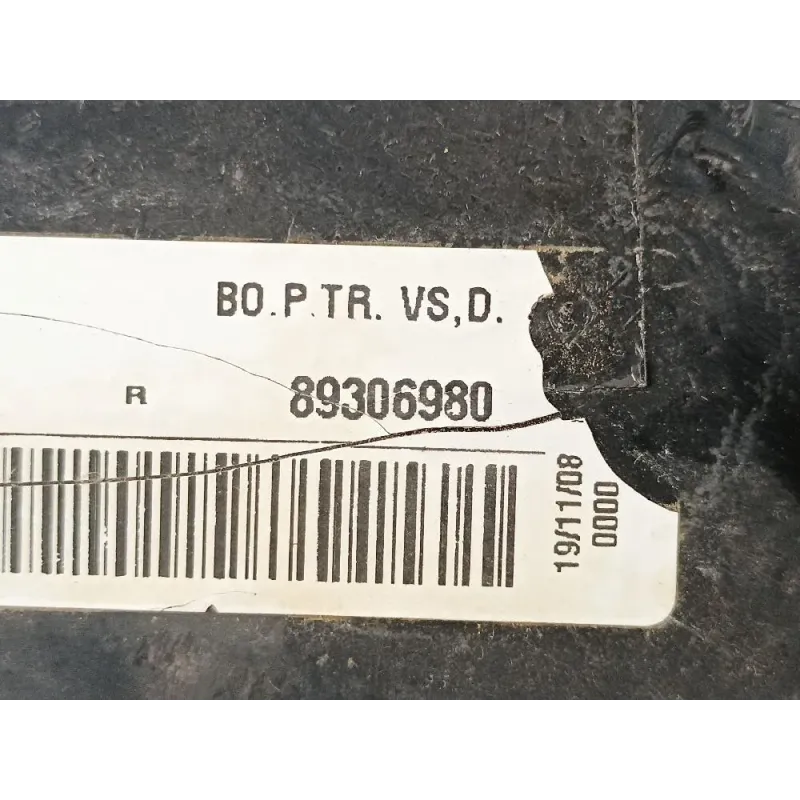 BO.P.TR. VS,D.
R 89306980
19/11/08
0000